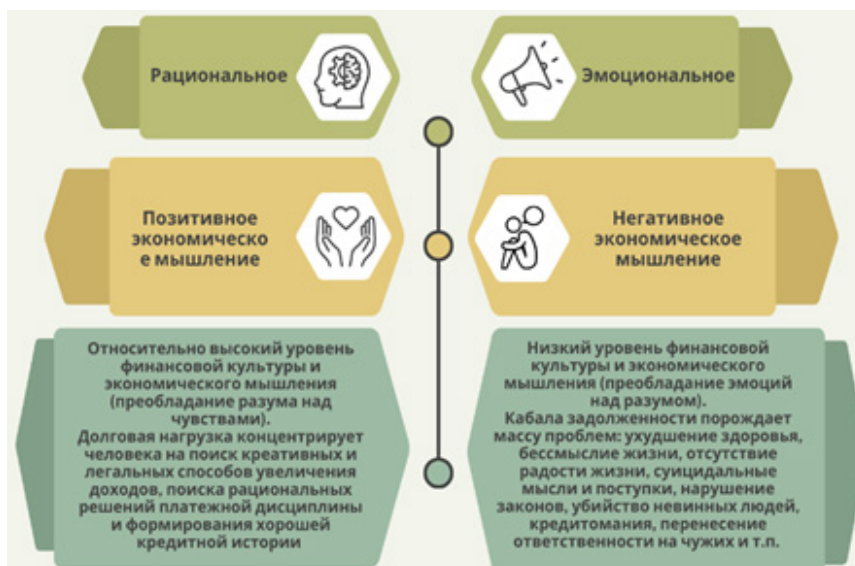 Рациональное
Эмоциональное
Позитивное
экономическо
е мышление
Негативное
экономическое
мышление
Относительно высокий уровень
финансовой культуры и
экономического мышления
(преобладание разума над
чувствами).
Долговая нагрузка концентрирует
человека на поиск креативных и
легальных способов увеличения
доходов, поиска рациональных
решений платежной дисциплины
и формирования хорошей
кредитной истории
Низкий уровень финансовой
культуры и экономического
мышления (преобладание эмоций
над разумом).
Кабала задолженности порождает
массу проблем: ухудшение здоровья,
бессмыслие жизни, отсутствие
радости жизни, суицидальные
мысли и поступки, нарушение
законов, убийство невинных людей,
кредитомания, перенесение
ответственности на чужих и т.п.